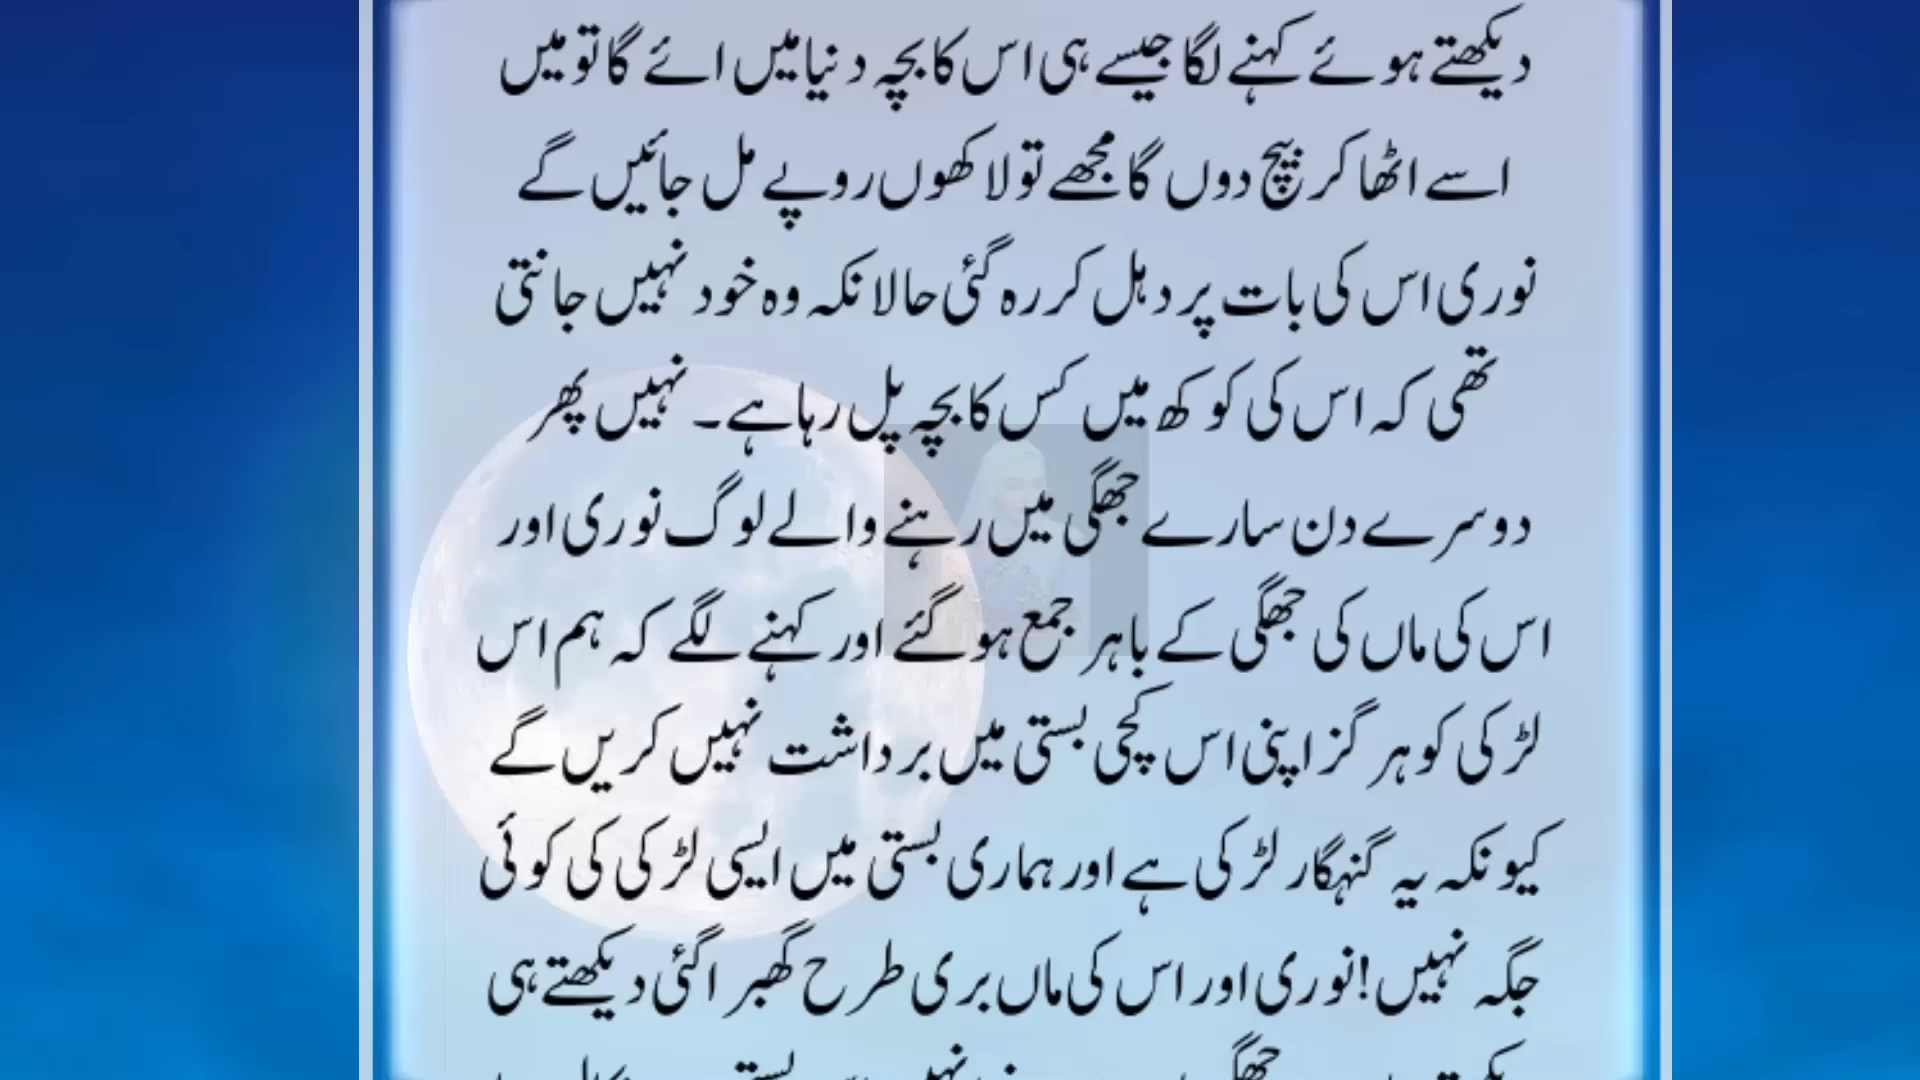 دیکھتے ہوئے کہنے لگا جیسے ہی اس کا بچہ دنیا میں ائے گا تو میں
اسے اٹھا کر بیچ دوں گا مجھے تو لاکھوں روپے مل جائیں گے
نوری اس کی بات پر دہل کر رہ گئی حالانکہ وہ خود نہیں جانتی
تھی کہ اس کی کوکھ میں کس کا بچہ پل رہا ہے۔ نہیں پھر
دوسرے دن سارے جھگی میں رہنے والے لوگ نوری اور
اس کی ماں کی جھگی کے باہر جمع ہو گئے اور کہنے لگے کہ ہم اس
لڑکی کو ہرگز اپنی اس کچی بستی میں برداشت نہیں کریں گے
کیونکہ یہ گنہگار لڑکی ہے اور ہماری بستی میں ایسی لڑکی کی کوئی
جگہ نہیں!نوری اور اس کی ماں بری طرح گھبرا گئی دیکھتے ہی